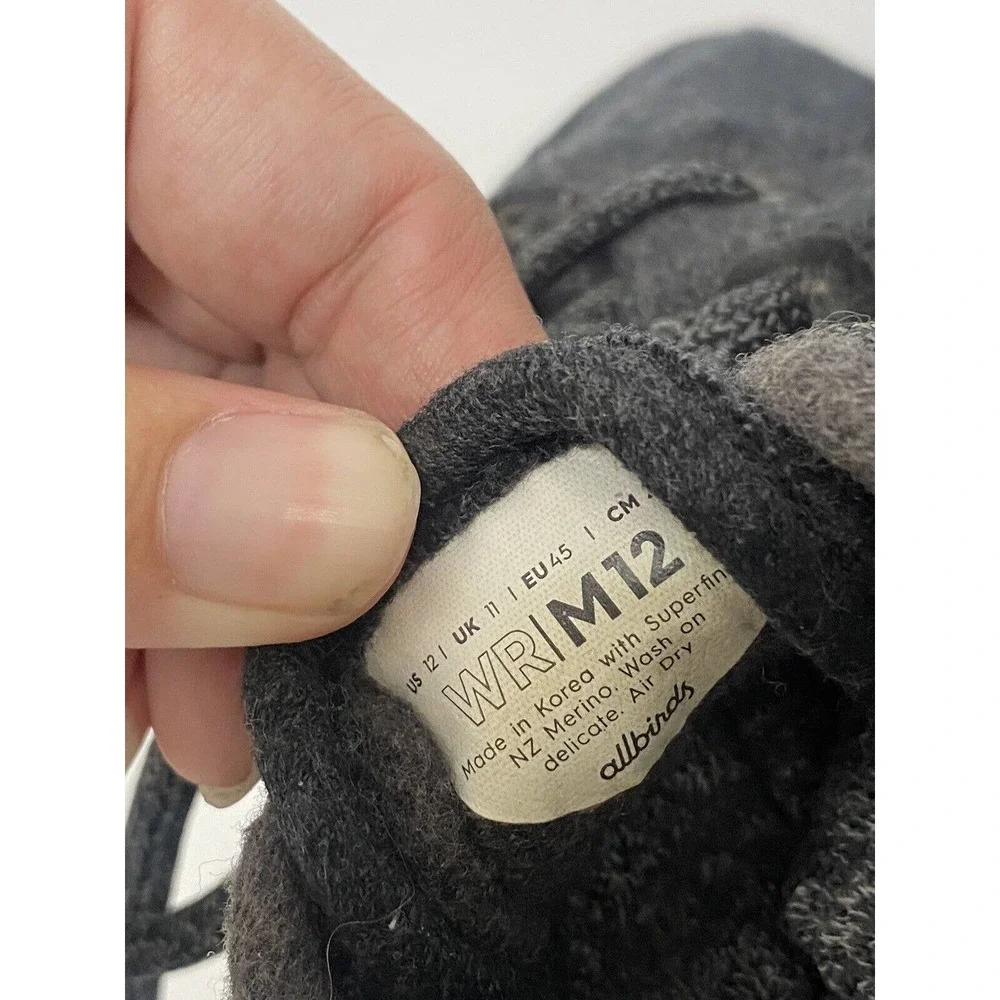 US 12 | UK 11 | EU 45 | CM
WR|M12
Made in Korea with Superfin
NZ Merino. Wash on
delicate. Air Dry
allbirds